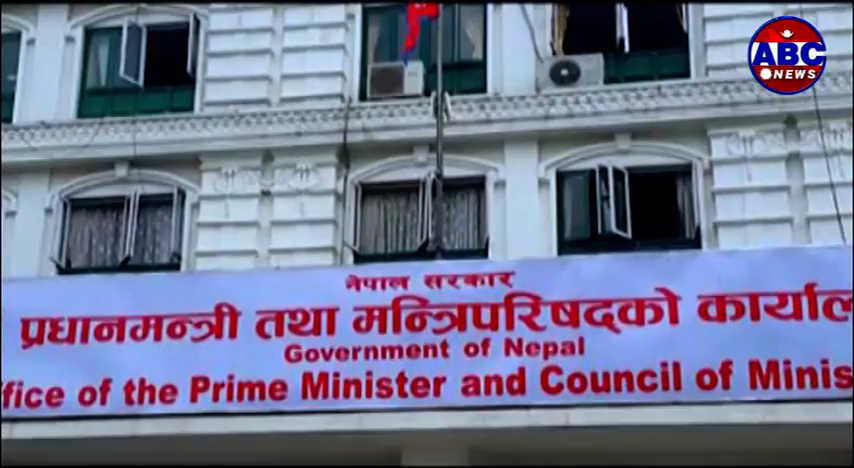 ABC
NEWS
नेपाल सरकार
प्रधानमन्त्री तथा मन्त्रिपरिषद्को कार्याल
Government of Nepal
ffice of the Prime Minister and Council of Minis